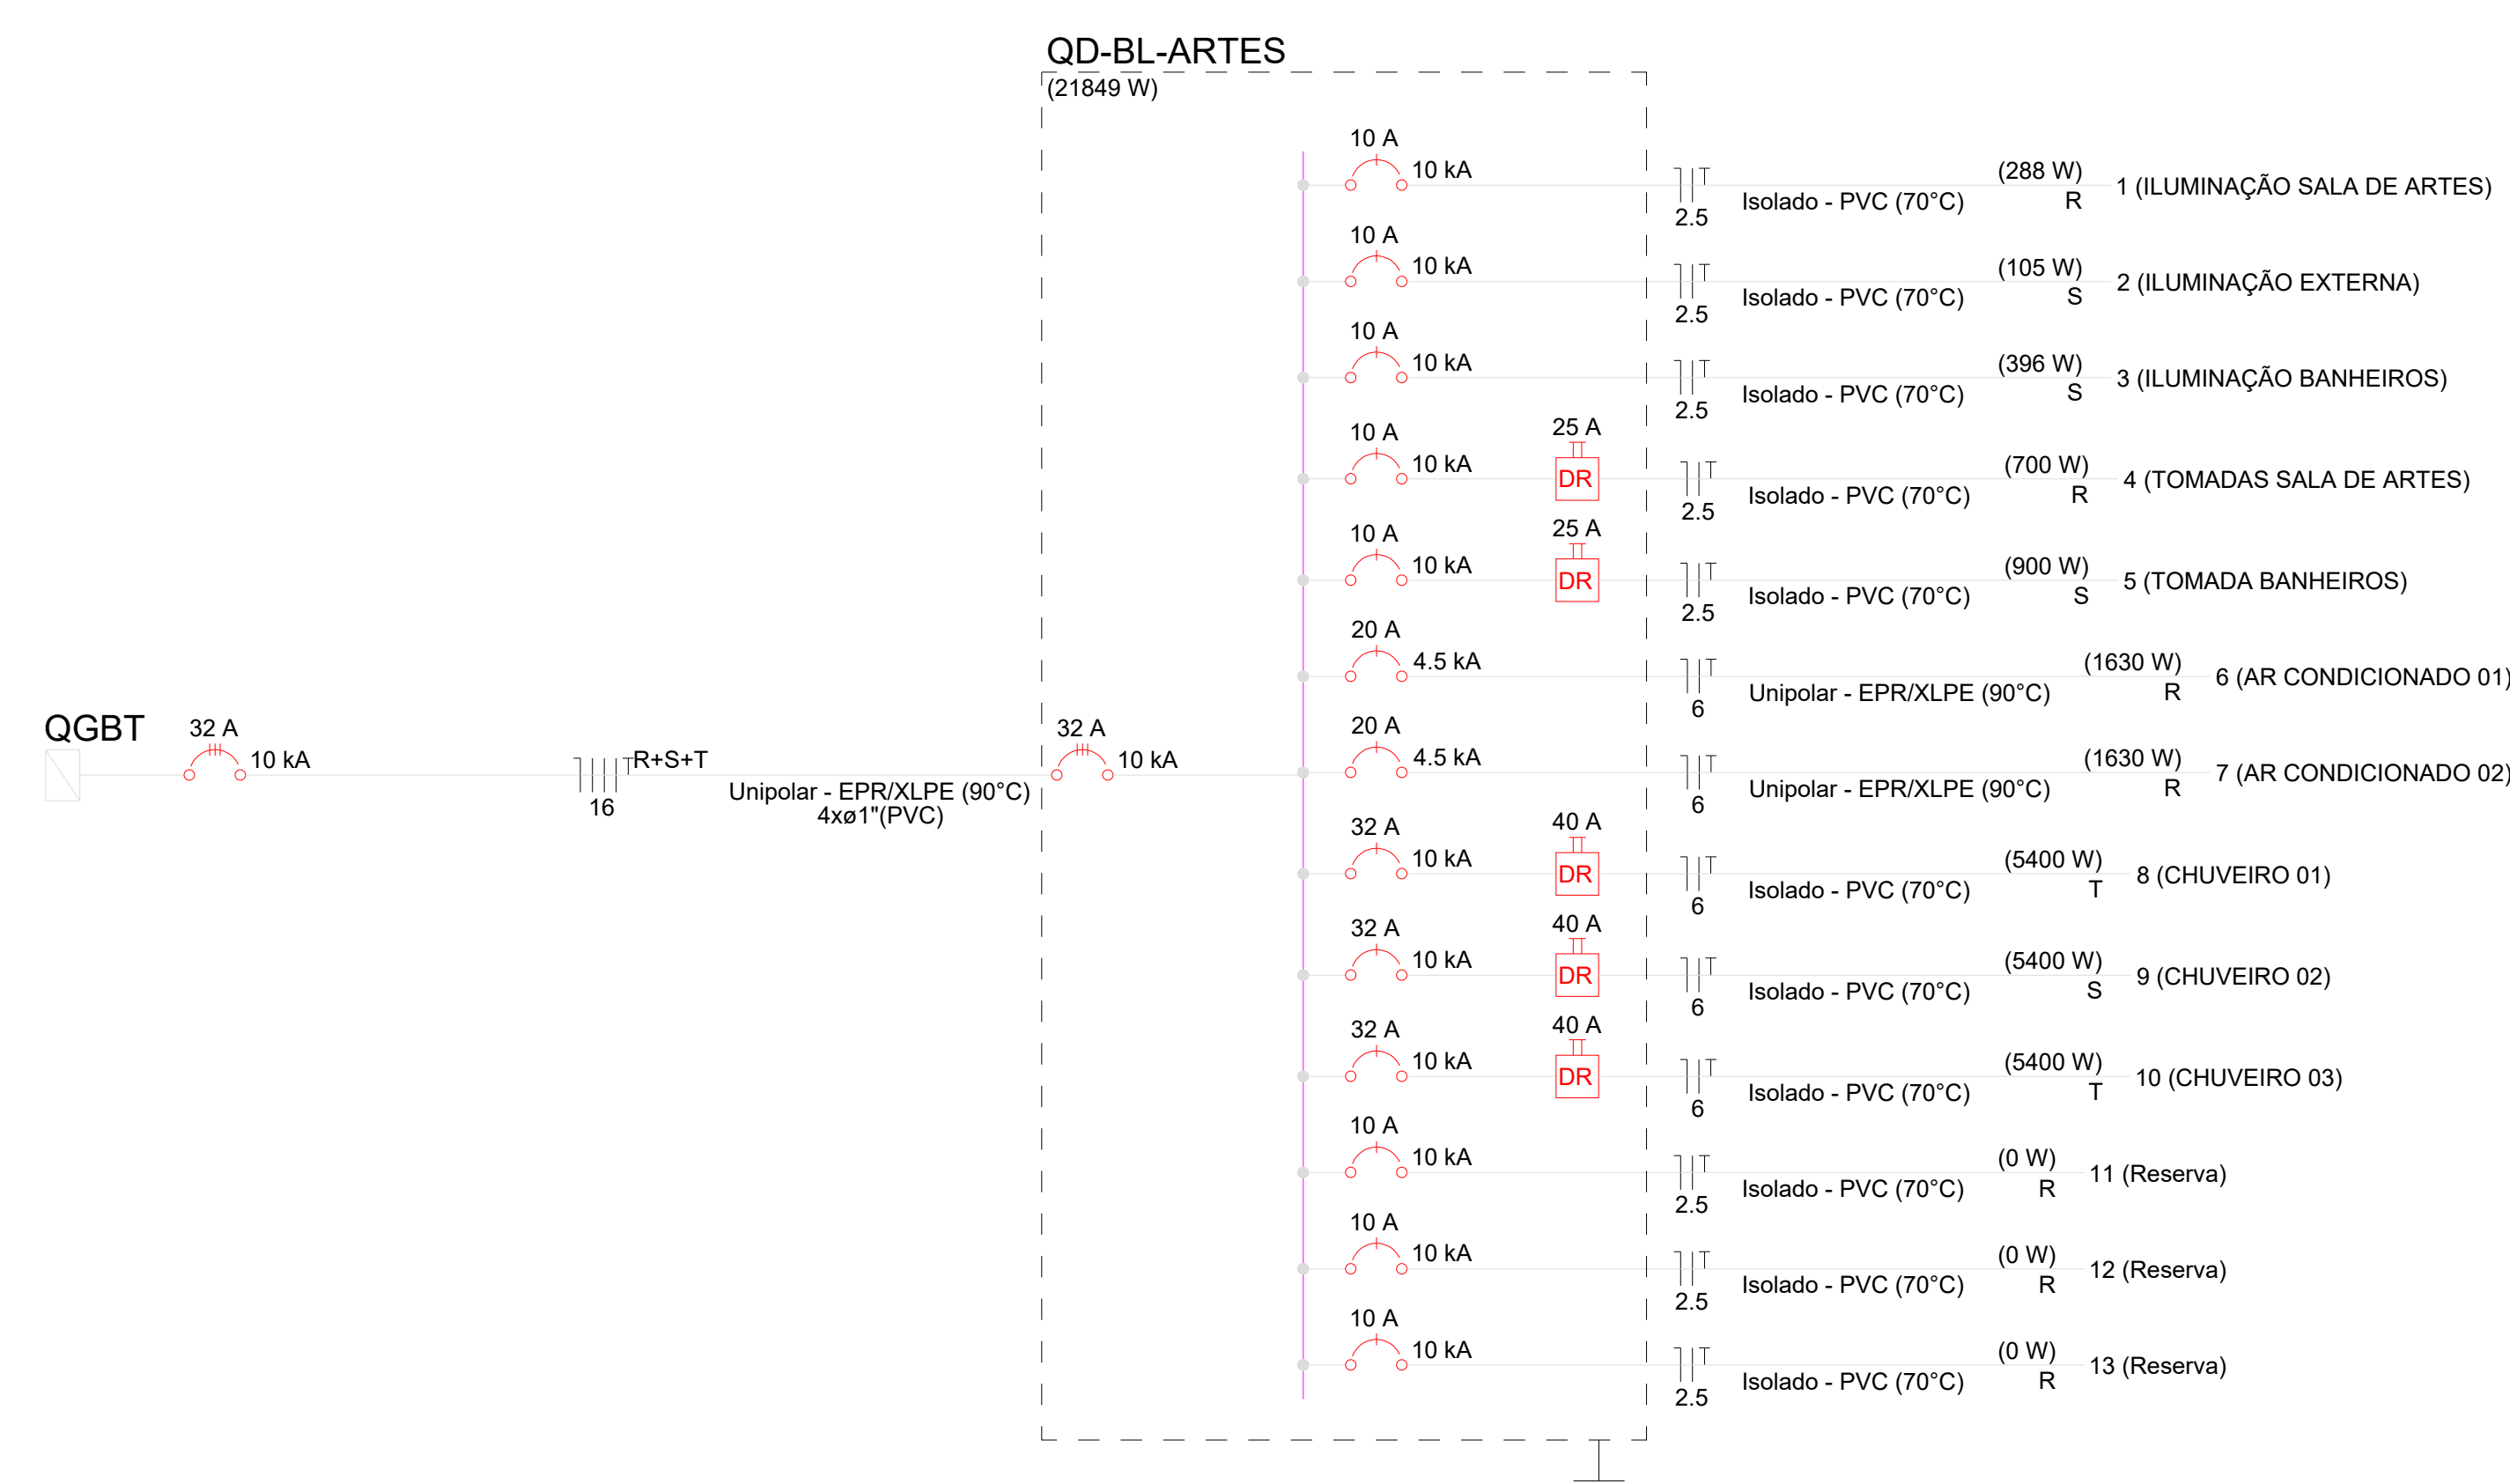 QD-BL-ARTES
(21849 W)
10 A
10 kA
2.5
Isolado - PVC (70°C)
(288 W)
R
1 (ILUMINAÇÃO SALA DE ARTES)
10 A
10 kA
2.5
Isolado - PVC (70°C)
(105 W)
S
2 (ILUMINAÇÃO EXTERNA)
10 A
10 kA
2.5
Isolado - PVC (70°C)
(396 W)
S
3 (ILUMINAÇÃO BANHEIROS)
10 A
10 kA
25 A
DR
2.5
Isolado - PVC (70°C)
(700 W)
R
4 (TOMADAS SALA DE ARTES)
10 A
10 kA
25 A
DR
2.5
Isolado - PVC (70°C)
(900 W)
S
5 (TOMADA BANHEIROS)
20 A
4.5 kA
6
Unipolar - EPR/XLPE (90°C)
(1630 W)
R
6 (AR CONDICIONADO 01)
QGBT
32 A
10 kA
R+S+T
16
Unipolar - EPR/XLPE (90°C)
4xø1"(PVC)
32 A
10 kA
20 A
4.5 kA
6
Unipolar - EPR/XLPE (90°C)
(1630 W)
R
7 (AR CONDICIONADO 02)
32 A
10 kA
40 A
DR
6
Isolado - PVC (70°C)
(5400 W)
T
8 (CHUVEIRO 01)
32 A
10 kA
40 A
DR
6
Isolado - PVC (70°C)
(5400 W)
S
9 (CHUVEIRO 02)
32 A
10 kA
40 A
DR
6
Isolado - PVC (70°C)
(5400 W)
T
10 (CHUVEIRO 03)
10 A
10 kA
2.5
Isolado - PVC (70°C)
(0 W)
R
11 (Reserva)
10 A
10 kA
2.5
Isolado - PVC (70°C)
(0 W)
R
12 (Reserva)
10 A
10 kA
2.5
Isolado - PVC (70°C)
(0 W)
R
13 (Reserva)